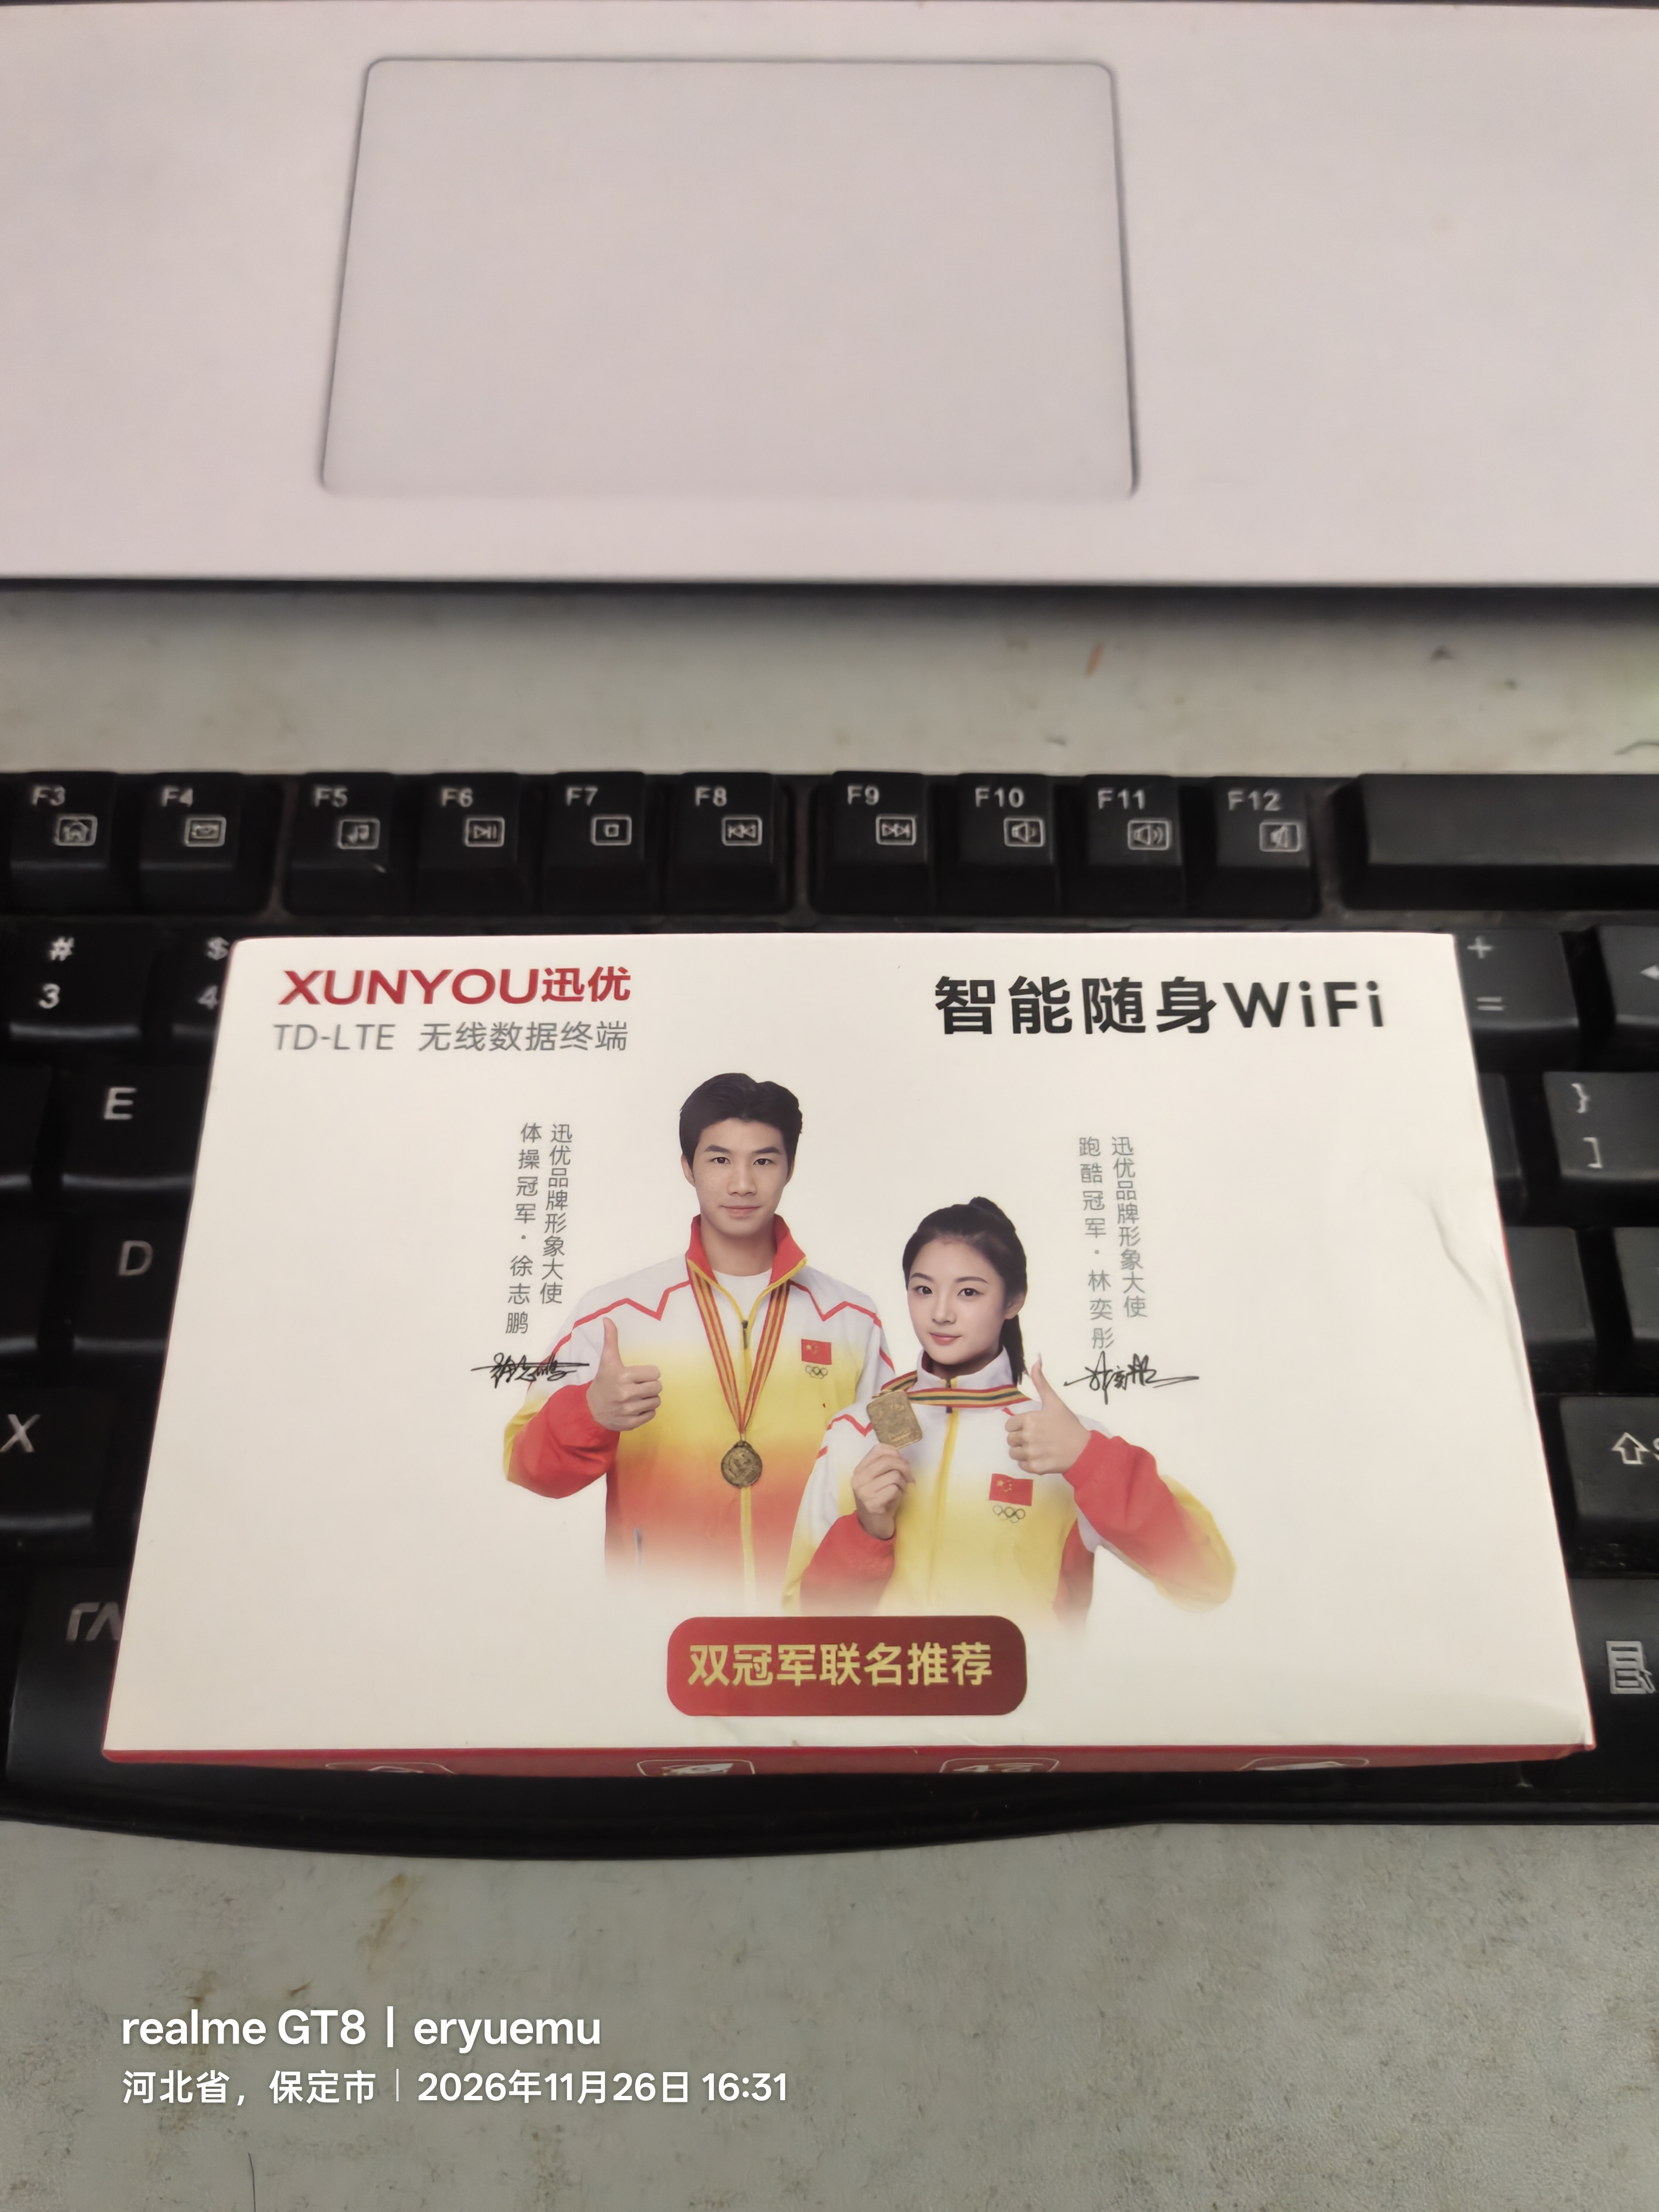 F3 F4 F5 F6 F7 F8 F9 F10 F11 F12
# $ +
3 4 =
XUNYOU迅优
TD-LTE 无线数据终端
智能随身WiFi
E
}
]
D
X
迅优品牌形象大使
体操冠军·徐志鹏
迅优品牌形象大使
跑酷冠军·林奕彤
双冠军联名推荐
realme GT8 | eryuemu
河北省，保定市 | 2026年11月26日 16:31